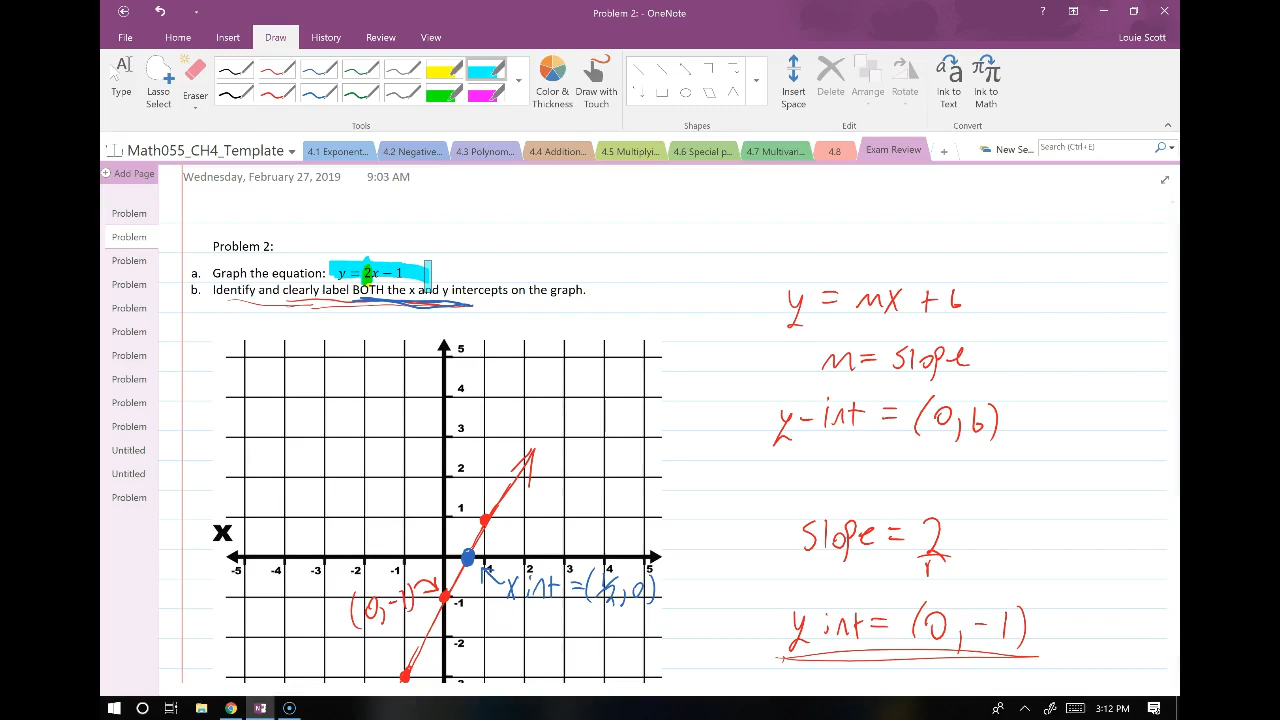 Problem 2: - OneNote
?
File Home Insert Draw History Review View
Louie Scott
Type
Lasso Select
Eraser
Color & Thickness
Draw with Touch
Insert Space
Delete
Arrange
Rotate
Ink to Text
Ink to Math
Tools
Shapes
Edit
Convert
Math055_CH4_Template
4.1 Exponent...
4.2 Negative...
4.3 Polynom...
4.4 Addition...
4.5 Multiplyi...
4.6 Special p...
4.7 Multivari...
4.8
Exam Review
New Se...
Search (Ctrl+E)
Add Page
Wednesday, February 27, 2019 9:03 AM
Problem
Problem
Problem
Problem
Problem
Problem
Problem
Problem
Problem
Problem
Untitled
Untitled
Problem
Problem 2:
a. Graph the equation: y = 2x − 1
b. Identify and clearly label BOTH the x and y intercepts on the graph.
y = mx + b
m = slope
y-int = (0, b)
slope = 2/1
y int = (0, -1)
5
4
3
2
1
X
-5 -4 -3 -2 -1 1 2 3 4 5
x int = (1/2, 0)
(0, -1)
-1
-2
3:12 PM